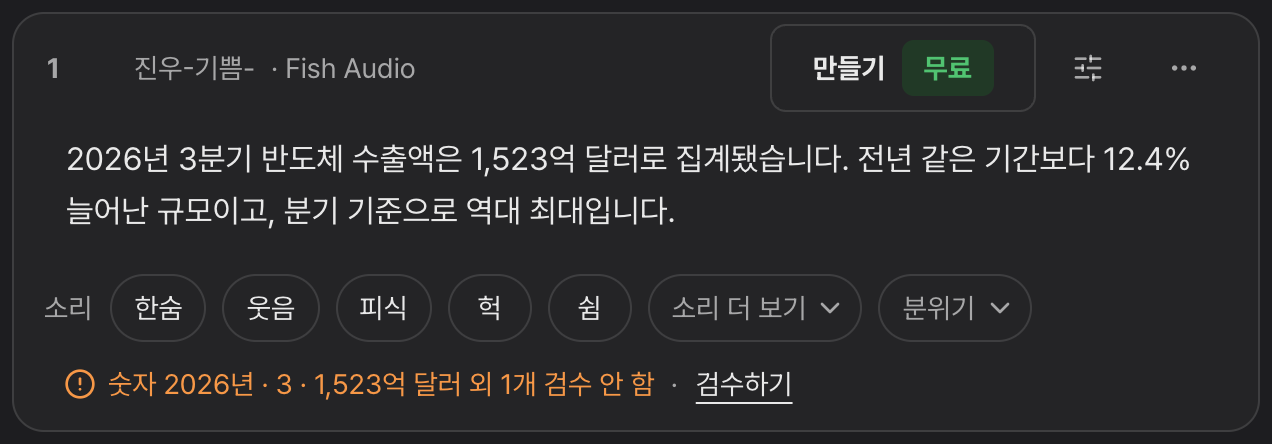 1 진우-기쁨- · Fish Audio 만들기 무료
2026년 3분기 반도체 수출액은 1,523억 달러로 집계됐습니다. 전년 같은 기간보다 12.4%
늘어난 규모이고, 분기 기준으로 역대 최대입니다.
소리 한숨 웃음 피식 헉 쉼 소리 더 보기 분위기
숫자 2026년 · 3 · 1,523억 달러 외 1개 검수 안 함 · 검수하기